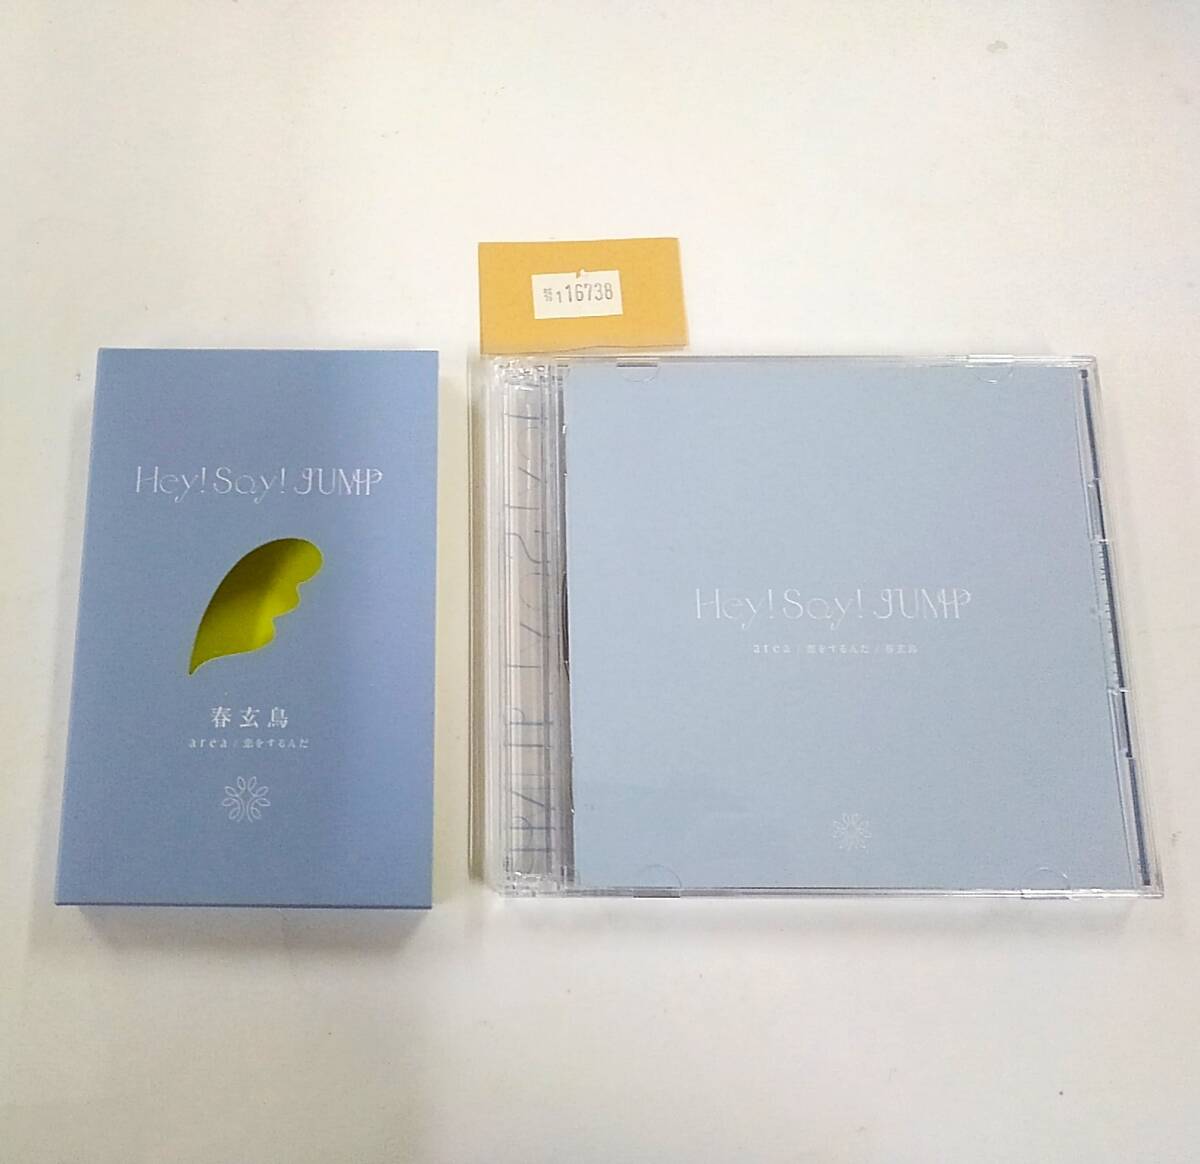 116738
Hey! Say! JUMP
春玄鳥
area / 恋をするんだ
Hey! Say! JUMP
area / 恋をするんだ / 春玄鳥